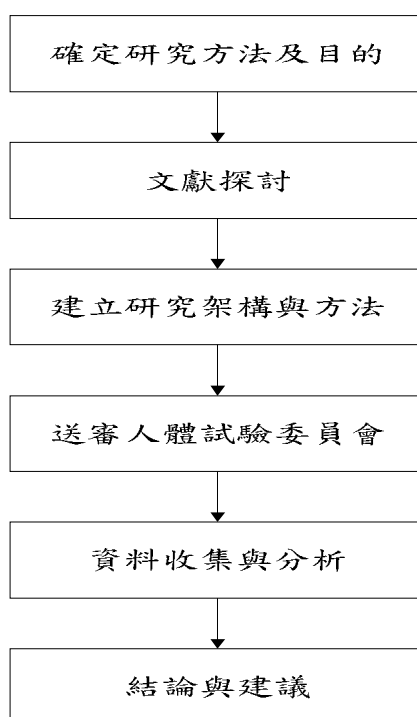 確定研究方法及目的
文獻探討
建立研究架構與方法
送審人體試驗委員會
資料收集與分析
結論與建議